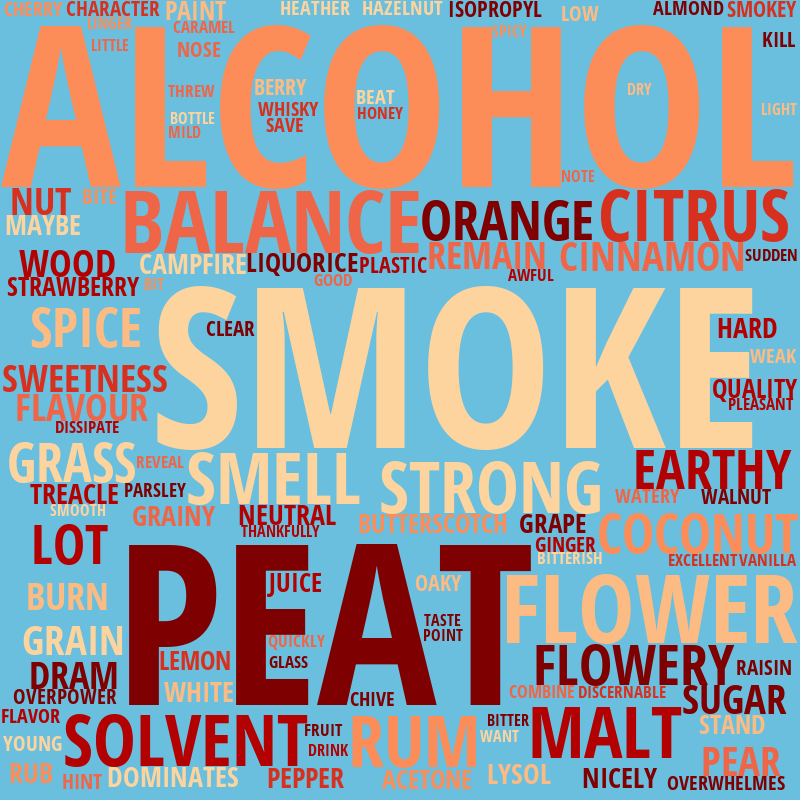 CHERRY CHARACTER PAINT HEATHER HAZELNUT ISOPROPYL LOW ALMOND SMOKEY
LINGER CARAMEL SPICY
LITTLE NOSE KILL
ALCOHOL
THREW BERRY BEAT DRY
BOTTLE WHISKY HONEY LIGHT
MILD SAVE
NOTE
NUT BITE BALANCE ORANGE CITRUS
MAYBE
WOOD CAMPFIRE LIQUORICE PLASTIC REMAIN CINNAMON SUDDEN
STRAWBERRY BIT GOOD AWFUL
SPICE SMOKE CLEAR HARD
WEAK
SWEETNESS QUALITY
FLAVOUR PLEASANT
DISSIPATE
GRASS REVEAL SMELL STRONG EARTHY
TREACLE PARSLEY WATERY WALNUT
SMOOTH GRAINY NEUTRAL BUTTERSCOTCH GRAPE COCONUT
THANKFULLY
LOT GINGER
BITTERISH EXCELLENT VANILLA
PEAT
BURN JUICE OAKY FLOWER
TASTE
GRAIN QUICKLY POINT
LEMON GLASS FLOWERY RAISIN
DRAM WHITE COMBINE DISCERNABLE
OVERPOWER CHIVE SUGAR
FLAVOR SOLVENT FRUIT RUM BITTER MALT STAND
YOUNG DRINK WANT
RUB HINT DOMINATES PEPPER ACETONE LYSOL NICELY PEAR
OVERWHELMES